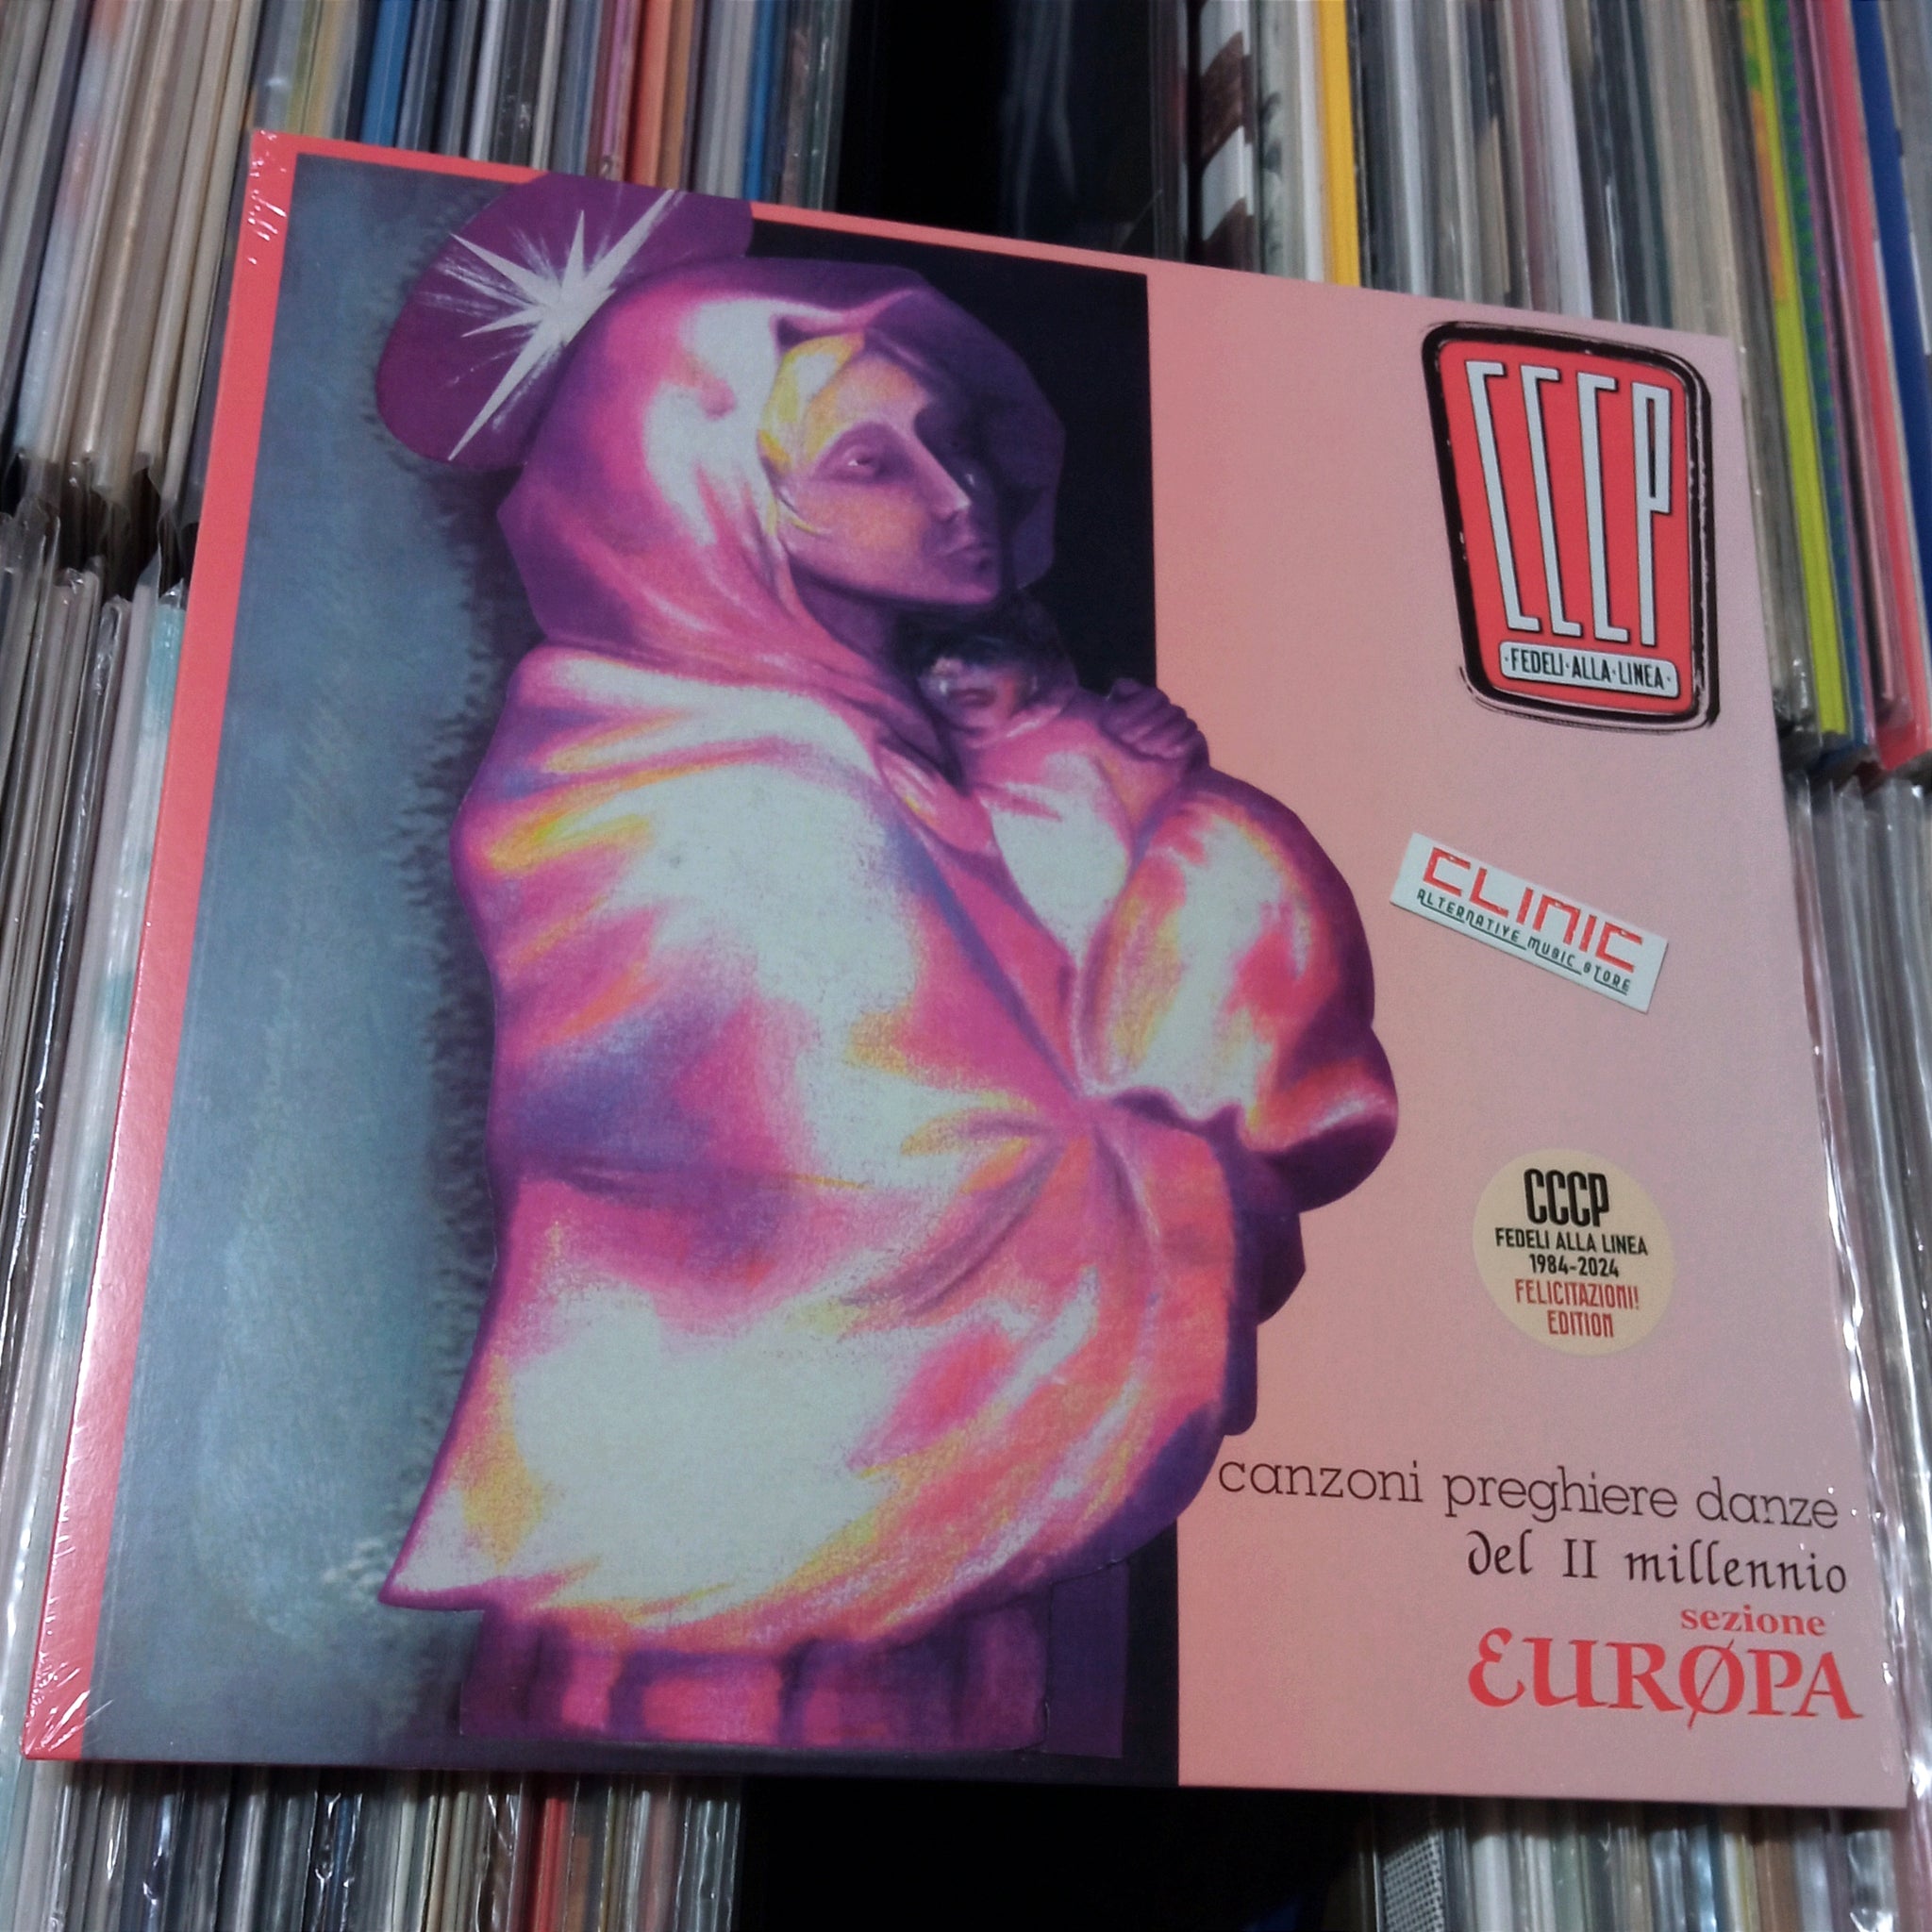 CCCP
·FEDELI·ALLA·LINEA·
CLINIC
ALTERNATIVE MUSIC STORE
CCCP
FEDELI ALLA LINEA
1984-2024
FELICITAZIONI!
EDITION
canzoni preghiere danze
del II millennio
sezione
EURØPA